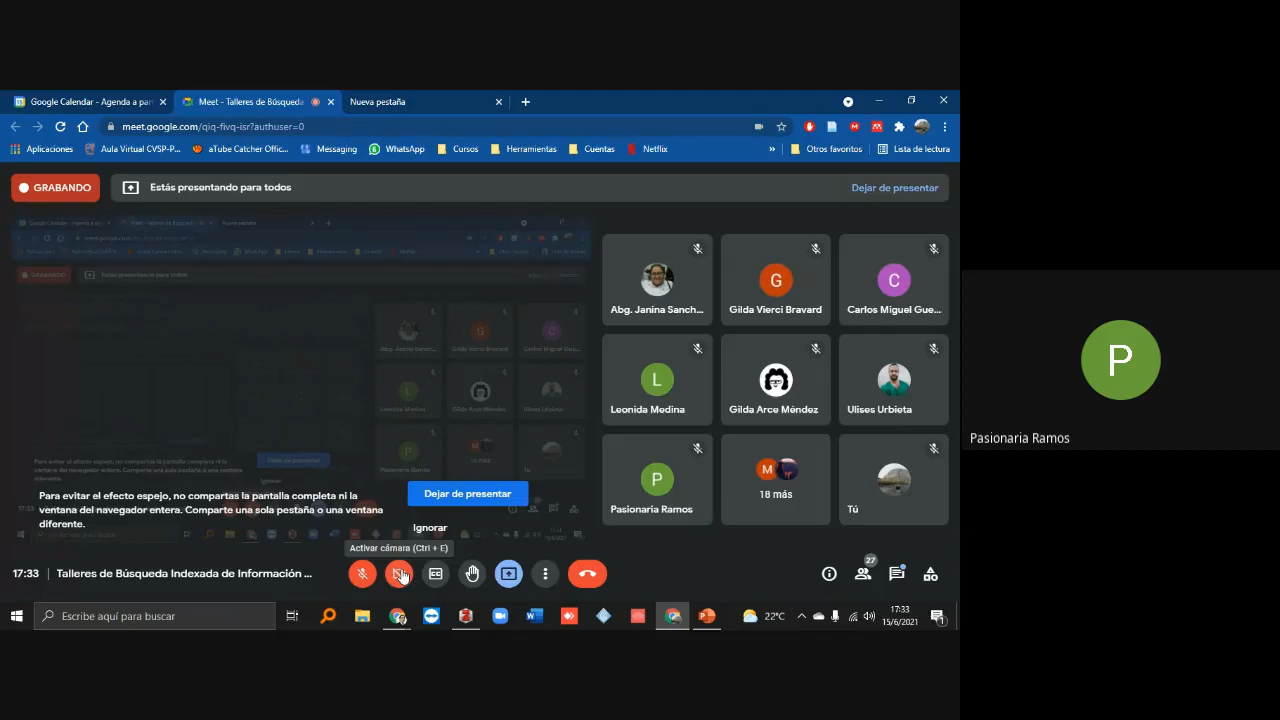 Google Calendar - Agenda a par
Meet - Talleres de Búsqueda
Nueva pestaña
meet.google.com/qiq-fivq-isr?authuser=0
Aplicaciones
Aula Virtual CVSP-P...
aTube Catcher Offic...
Messaging
WhatsApp
Cursos
Herramientas
Cuentas
Netflix
»
Otros favoritos
Lista de lectura
GRABANDO
Estás presentando para todos
Dejar de presentar
Abg. Janina Sanch...
G
Gilda Vierci Bravard
C
Carlos Miguel Gue...
L
Leonida Medina
Gilda Arce Méndez
Ulises Urbieta
P
Pasionaria Ramos
M
18 más
Tú
Para evitar el efecto espejo, no compartas la pantalla completa ni la
ventana del navegador entera. Comparte una sola pestaña o una ventana
diferente.
Dejar de presentar
Ignorar
Activar cámara (Ctrl + E)
17:33
Talleres de Búsqueda Indexada de Información ...
27
Escribe aquí para buscar
22°C
17:33
15/6/2021
1
P
Pasionaria Ramos